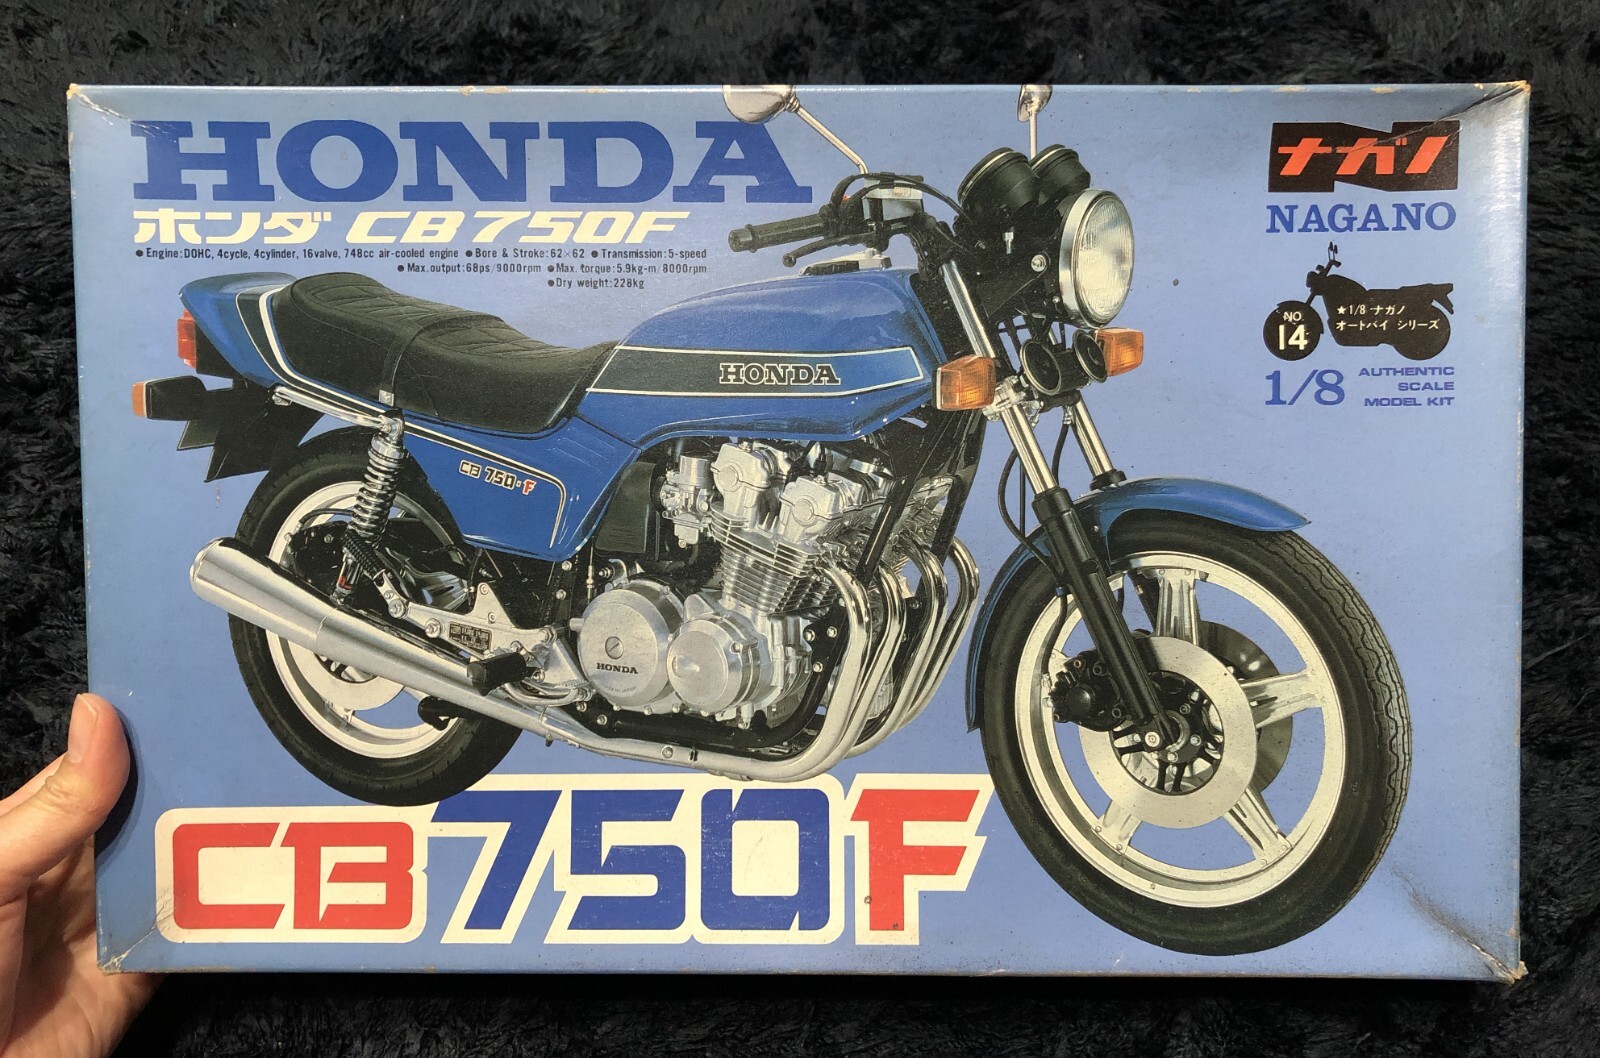 HONDA
ホンダ CB750F
●Engine:DOHC, 4cycle, 4cylinder, 16valve, 748cc air-cooled engine ●Bore & Stroke:62×62 ●Transmission:5-speed
●Max.output:68ps/9000rpm ●Max. torque:5.9kg-m/8000rpm
●Dry weight:228kg
ナガノ
NAGANO
NO.
14
★1/8 ナガノ
オートバイ シリーズ
1/8
AUTHENTIC
SCALE
MODEL KIT
HONDA
CB 750・F
HONDA
CB750F